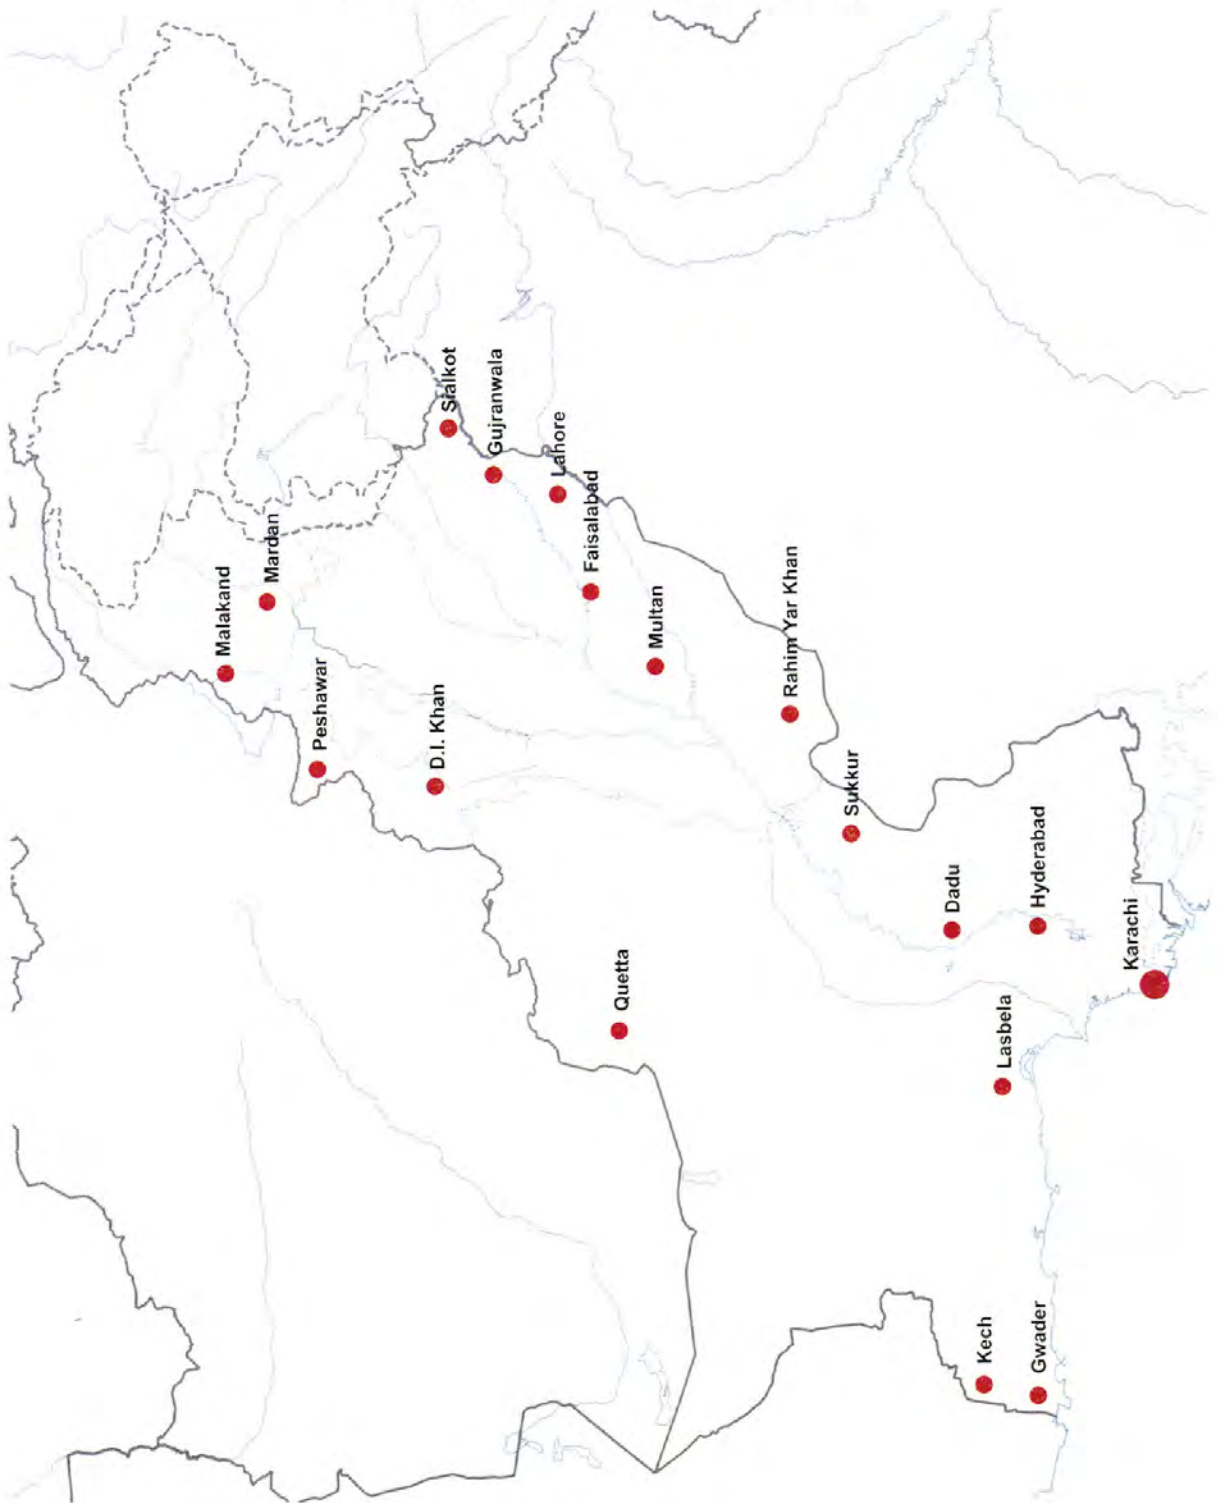 Malakand
Mardan
Peshawar
D.I. Khan
Sialkot
Gujranwala
Lahore
Faisalabad
Multan
Quetta
Rahim Yar Khan
Sukkur
Dadu
Hyderabad
Karachi
Lasbela
Kech
Gwader